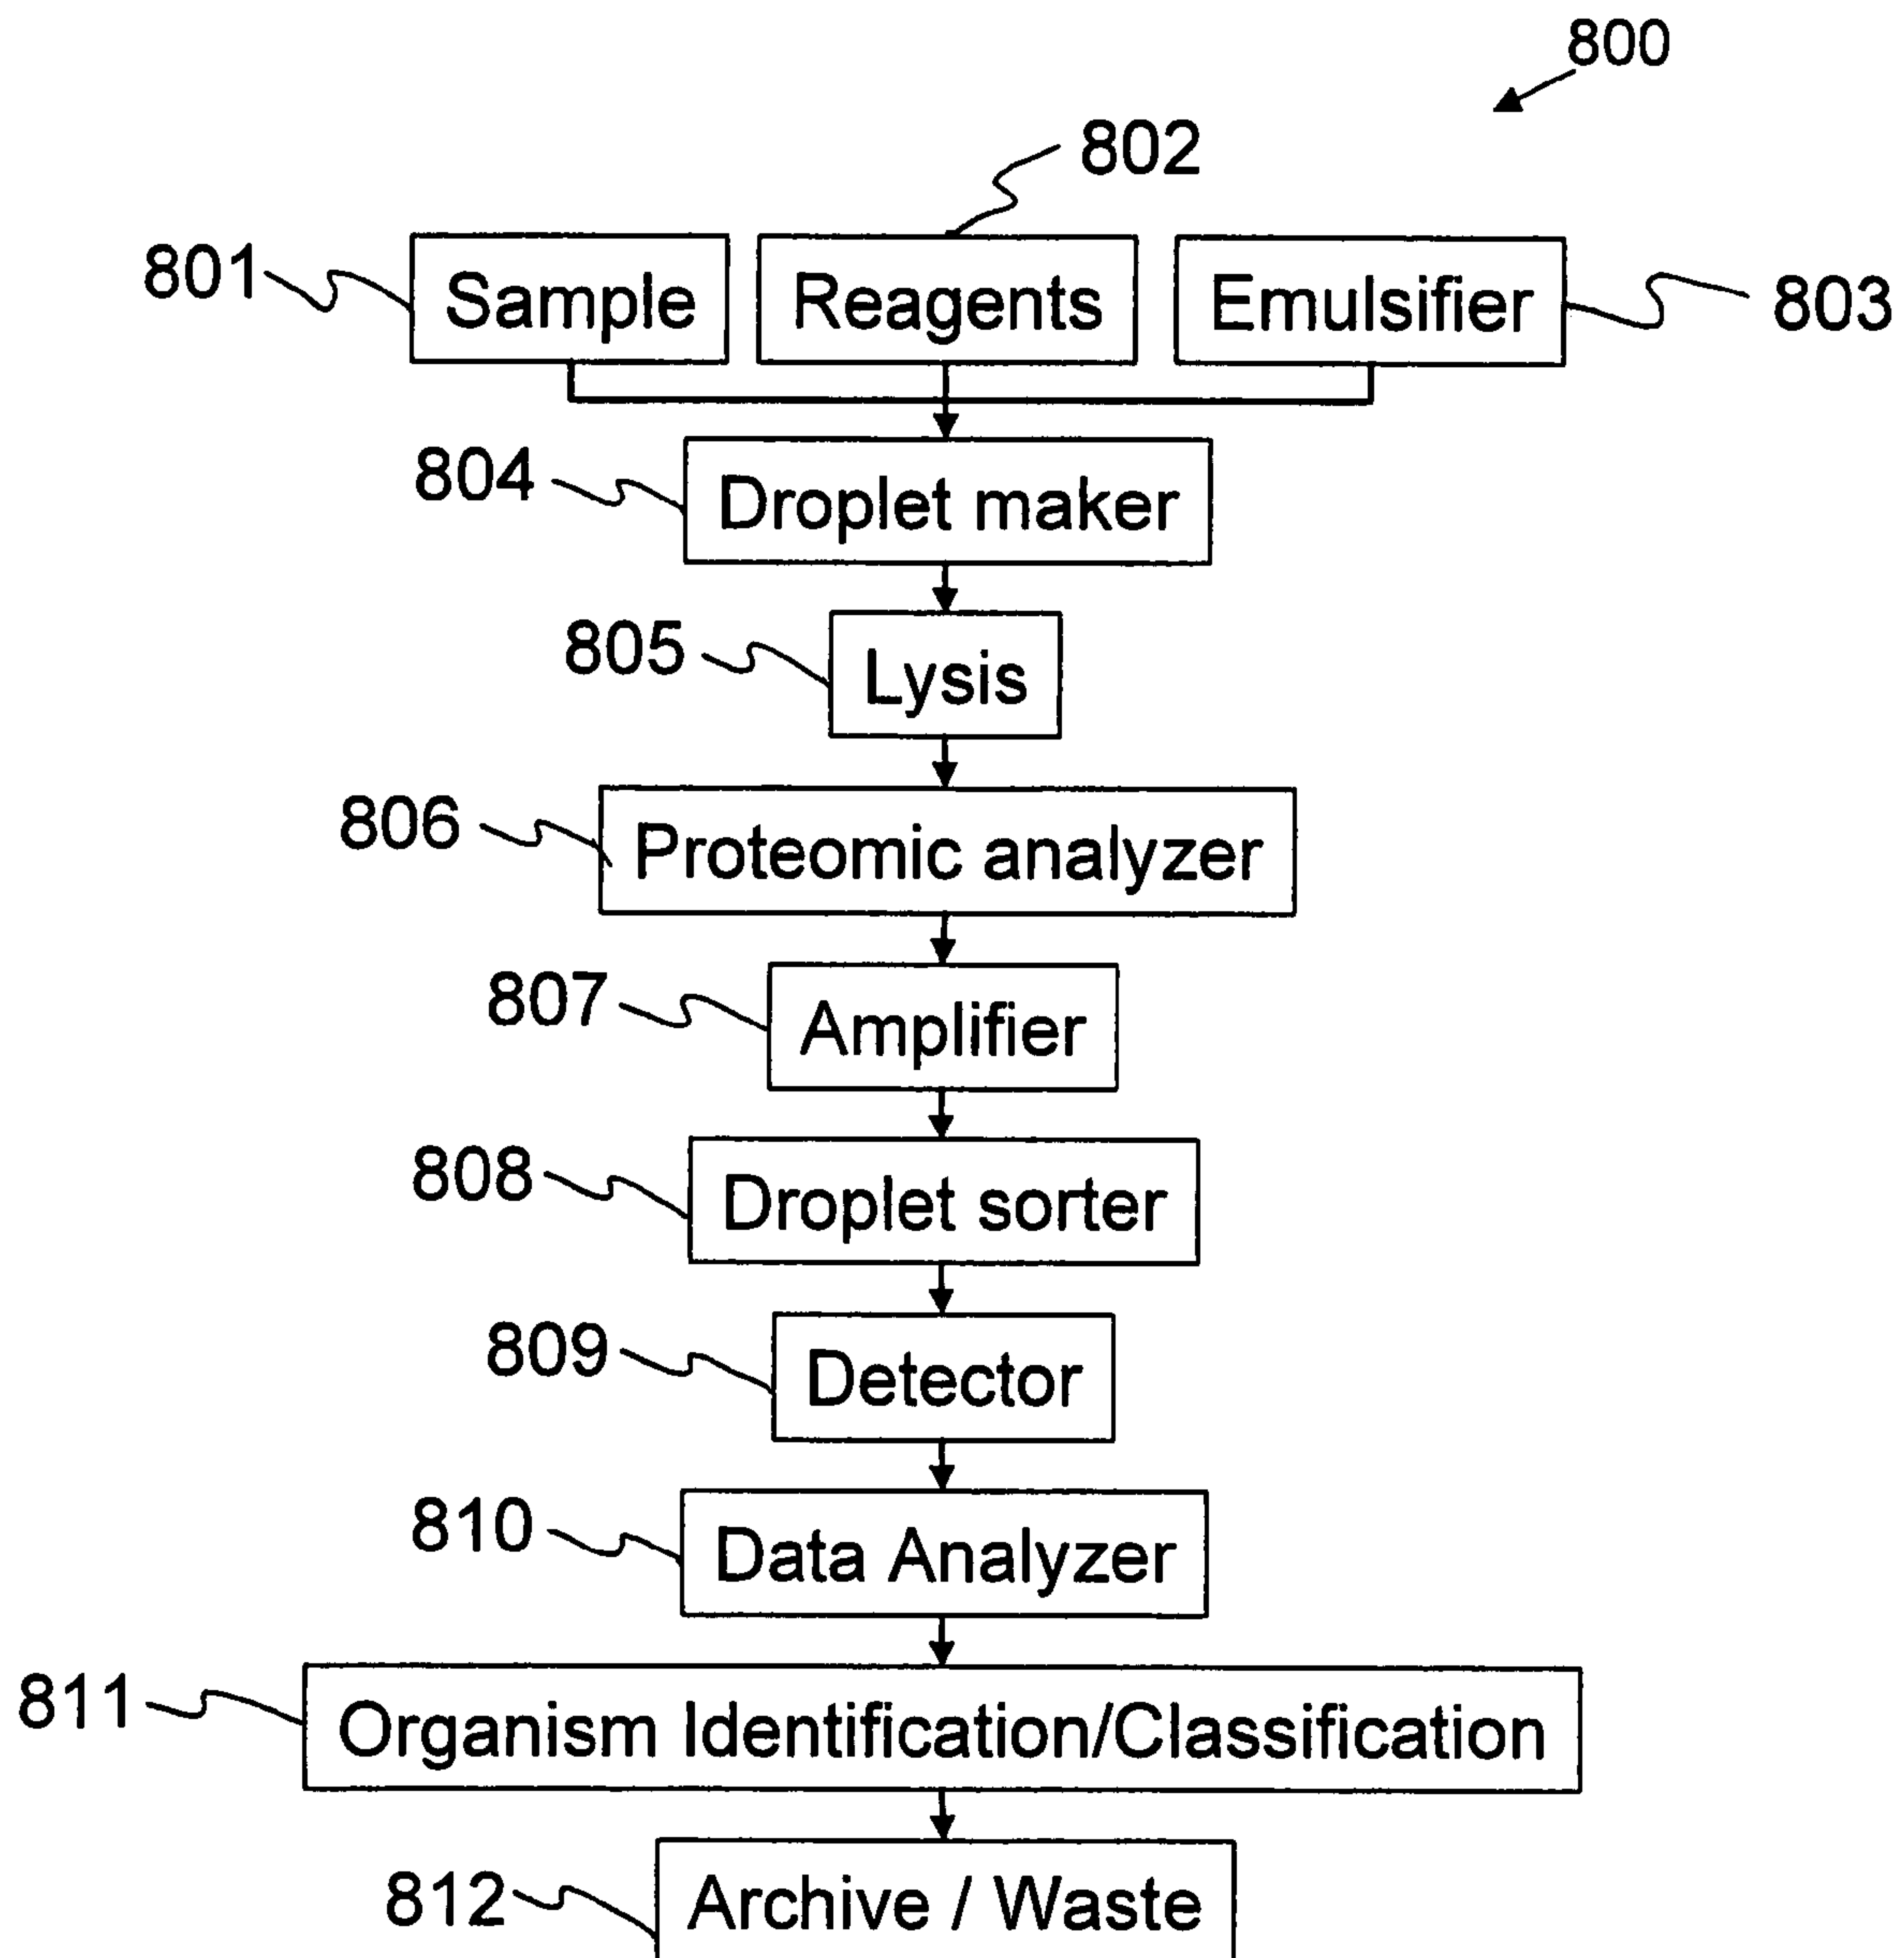 800
802
801 Sample Reagents Emulsifier 803
804 Droplet maker
805 Lysis
806 Proteomic analyzer
807 Amplifier
808 Droplet sorter
809 Detector
810 Data Analyzer
811 Organism Identification/Classification
812 Archive / Waste